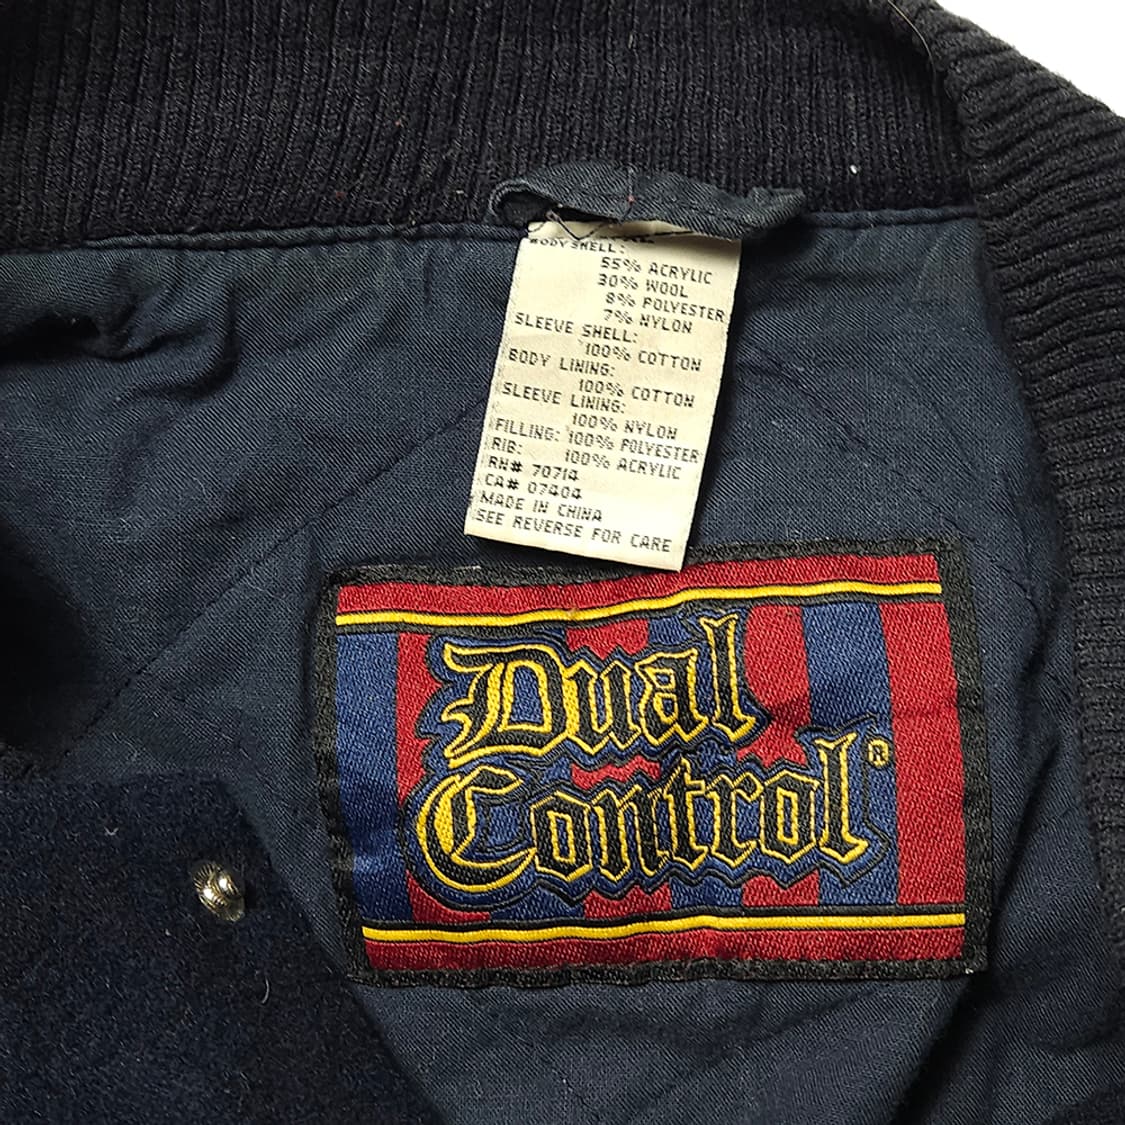 BODY SHELL:
55% ACRYLIC
30% WOOL
8% POLYESTER
7% NYLON
SLEEVE SHELL:
100% COTTON
BODY LINING:
100% COTTON
SLEEVE LINING:
100% NYLON
FILLING: 100% POLYESTER
RIB: 100% ACRYLIC
RN# 70714
CA# 07404
MADE IN CHINA
SEE REVERSE FOR CARE
Dual
Control®